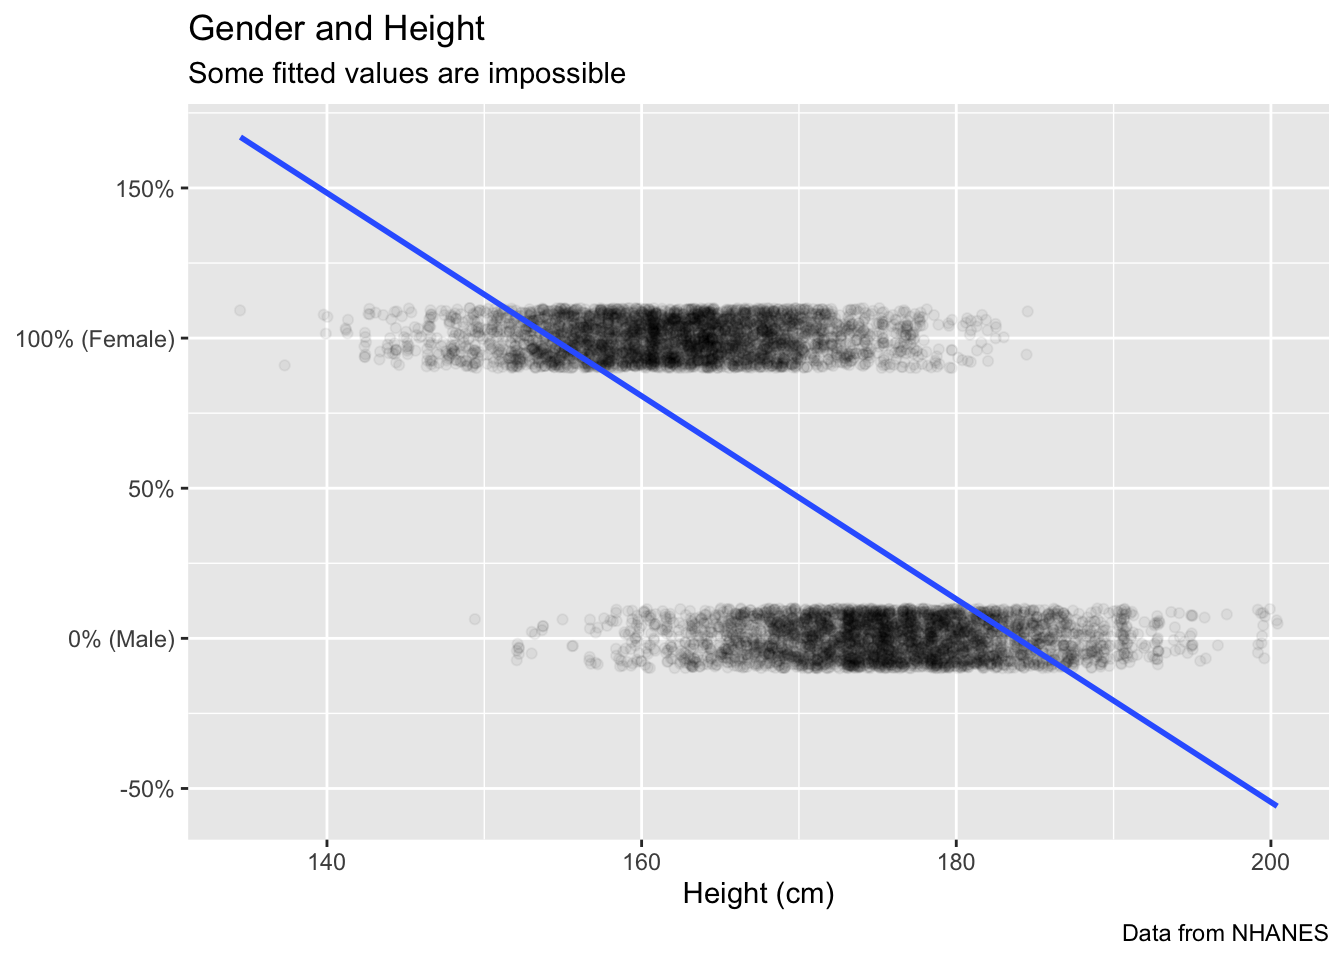 Gender and Height
Some fitted values are impossible
150%
100% (Female)
50%
0% (Male)
-50%
140
160
180
200
Height (cm)
Data from NHANES